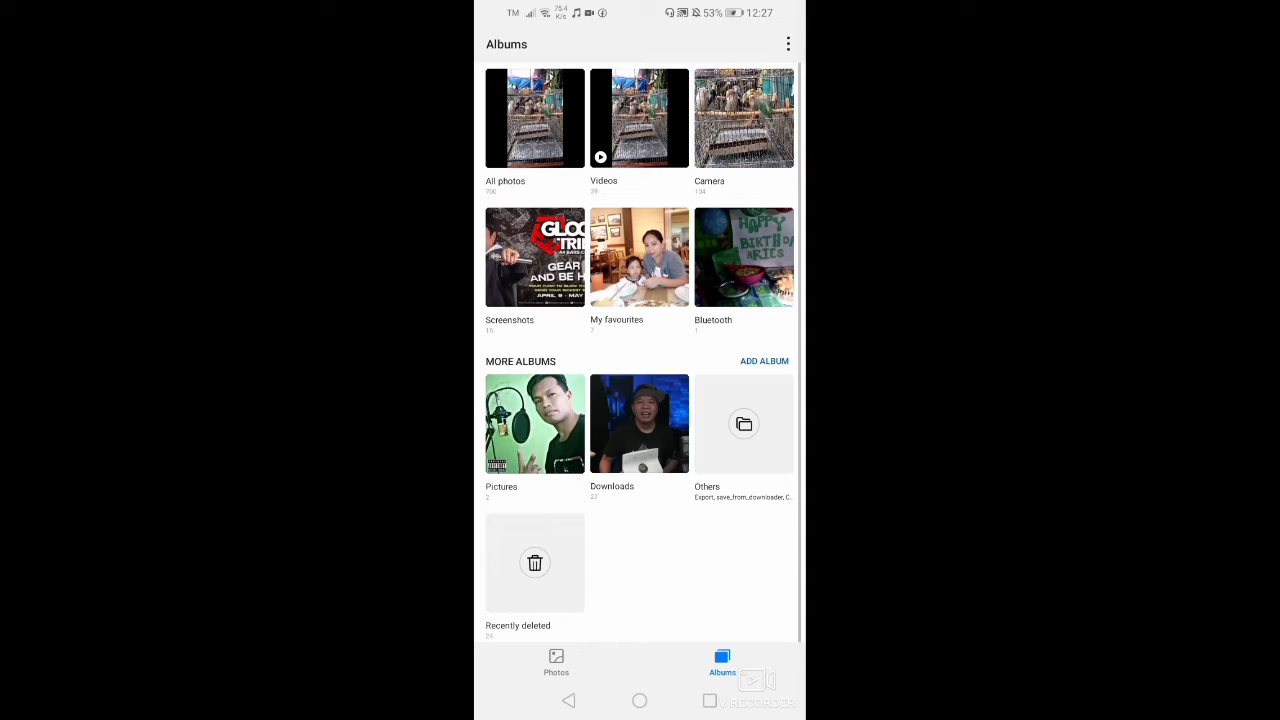 TM 75.4 K/s 53% 12:27
Albums
All photos Videos Camera
700 39 104
GLOC
TRIP
GEAR
AND BE H
APRIL 9 - MAY
HAPPY
BIRTHDA
ARIES
Screenshots My favourites Bluetooth
15 7 1
MORE ALBUMS ADD ALBUM
Pictures Downloads Others
2 27 Export, save_from_downloader, C...
Recently deleted
24
Photos Albums
V RECORDER